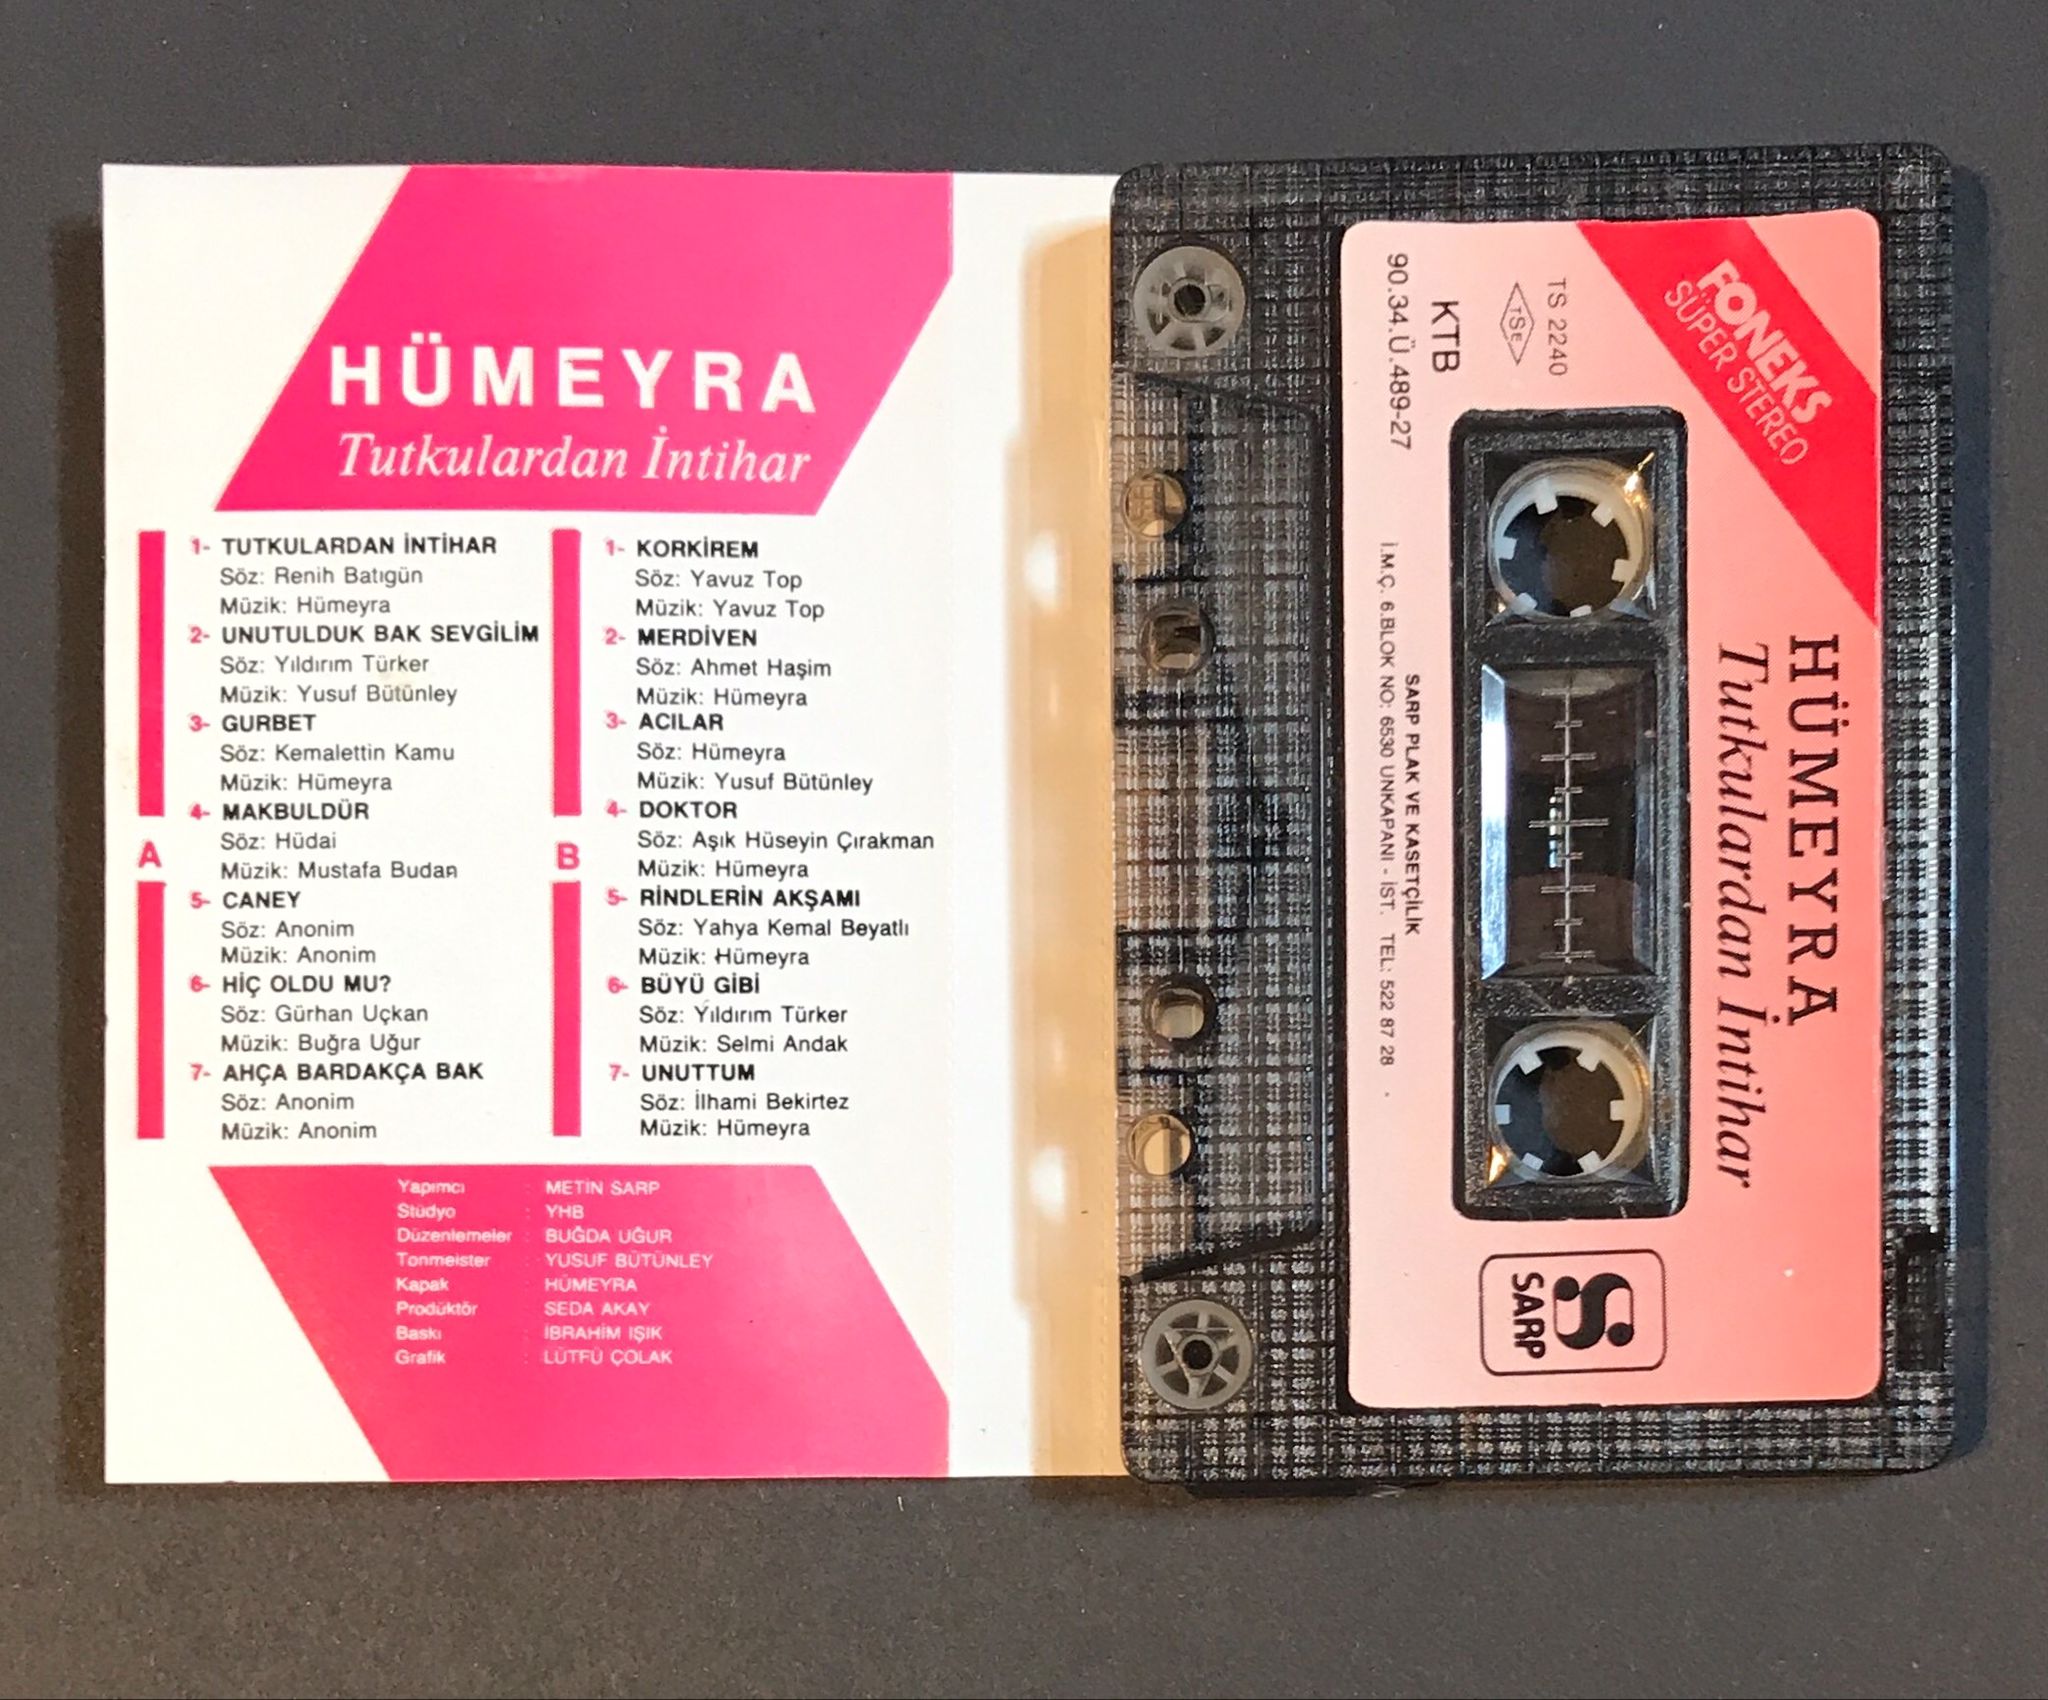 HÜMEYRA
Tutkulardan İntihar
A
1- TUTKULARDAN İNTİHAR
Söz: Renih Batıgün
Müzik: Hümeyra
2- UNUTULDUK BAK SEVGİLİM
Söz: Yıldırım Türker
Müzik: Yusuf Bütünley
3- GURBET
Söz: Kemalettin Kamu
Müzik: Hümeyra
4- MAKBULDÜR
Söz: Hüdai
Müzik: Mustafa Budan
5- CANEY
Söz: Anonim
Müzik: Anonim
6- HİÇ OLDU MU?
Söz: Gürhan Uçkan
Müzik: Buğra Uğur
7- AHÇA BARDAKÇA BAK
Söz: Anonim
Müzik: Anonim
B
1- KORKİREM
Söz: Yavuz Top
Müzik: Yavuz Top
2- MERDİVEN
Söz: Ahmet Haşim
Müzik: Hümeyra
3- ACILAR
Söz: Hümeyra
Müzik: Yusuf Bütünley
4- DOKTOR
Söz: Aşık Hüseyin Çırakman
Müzik: Hümeyra
5- RİNDLERİN AKŞAMI
Söz: Yahya Kemal Beyatlı
Müzik: Hümeyra
6- BÜYÜ GİBİ
Söz: Yıldırım Türker
Müzik: Selmi Andak
7- UNUTTUM
Söz: İlhami Bekirtez
Müzik: Hümeyra
Yapımcı : METİN SARP
Stüdyo : YHB
Düzenlemeler : BUĞDA UĞUR
Tonmeister : YUSUF BÜTÜNLEY
Kapak : HÜMEYRA
Prodüktör : SEDA AKAY
Baskı : İBRAHİM IŞIK
Grafik : LÜTFÜ ÇOLAK
FONEKS
SÜPER STEREO
HÜMEYRA
Tutkulardan İntihar
TS 2240
TSE
KTB
90.34.Ü.489-27
SARP PLAK VE KASETÇİLİK
İ.M.Ç. 6.BLOK NO: 6530 UNKAPANI - İST. TEL: 522 87 28
SARP